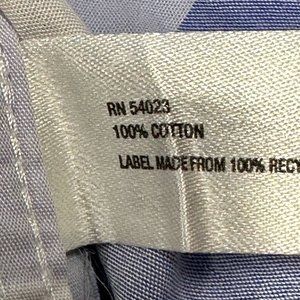 RN 54023
100% COTTON
LABEL MADE FROM 100% RECY